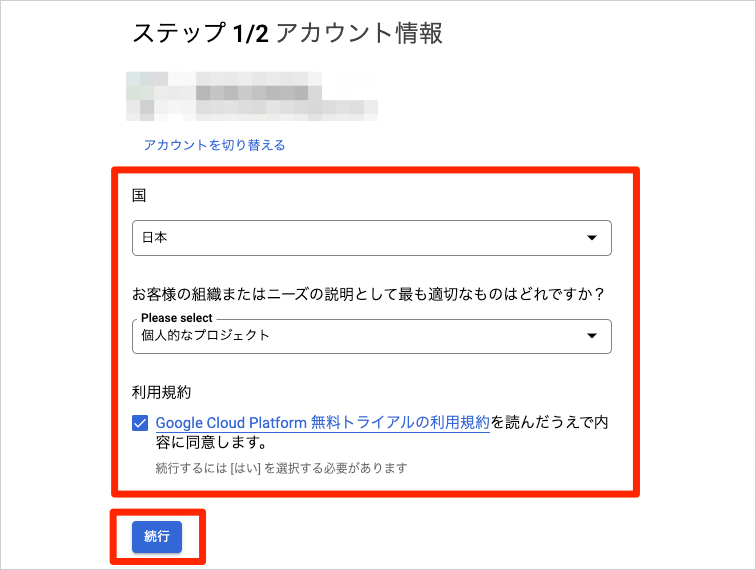 ステップ 1/2 アカウント情報
アカウントを切り替える
国
日本
お客様の組織またはニーズの説明として最も適切なものはどれですか？
Please select
個人的なプロジェクト
利用規約
Google Cloud Platform 無料トライアルの利用規約を読んだうえで内
容に同意します。
続行するには [はい] を選択する必要があります
続行